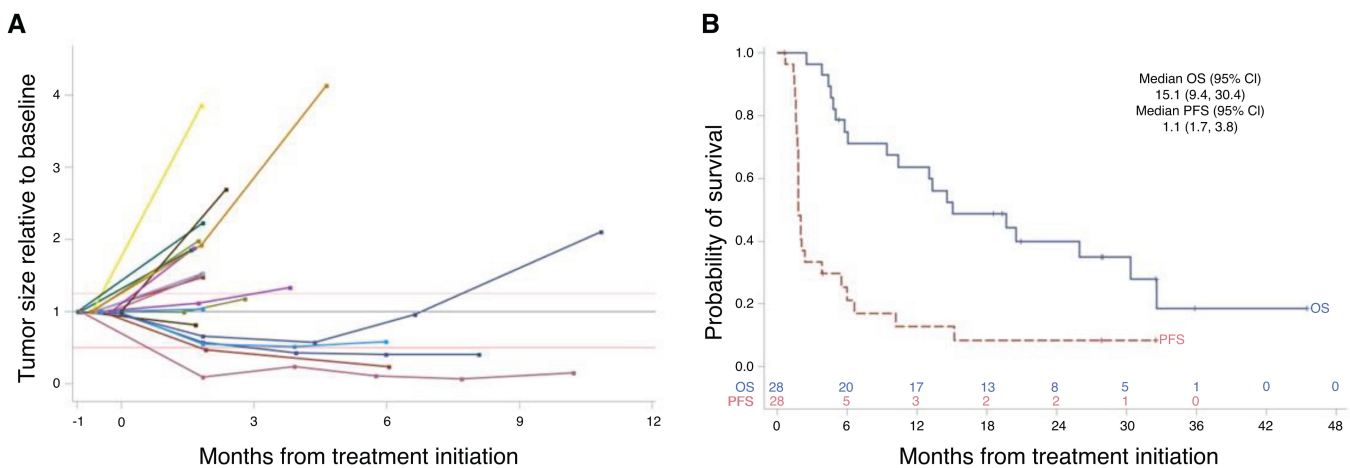 A
Tumor size relative to baseline
4
3
2
1
0
-1 0 3 6 9 12
Months from treatment initiation
B
Probability of survival
1.0
0.8
0.6
0.4
0.2
0.0
Median OS (95% CI)
15.1 (9.4, 30.4)
Median PFS (95% CI)
1.1 (1.7, 3.8)
OS
PFS
OS 28 20 17 13 8 5 1 0 0
PFS 28 5 3 2 2 1 0
0 6 12 18 24 30 36 42 48
Months from treatment initiation